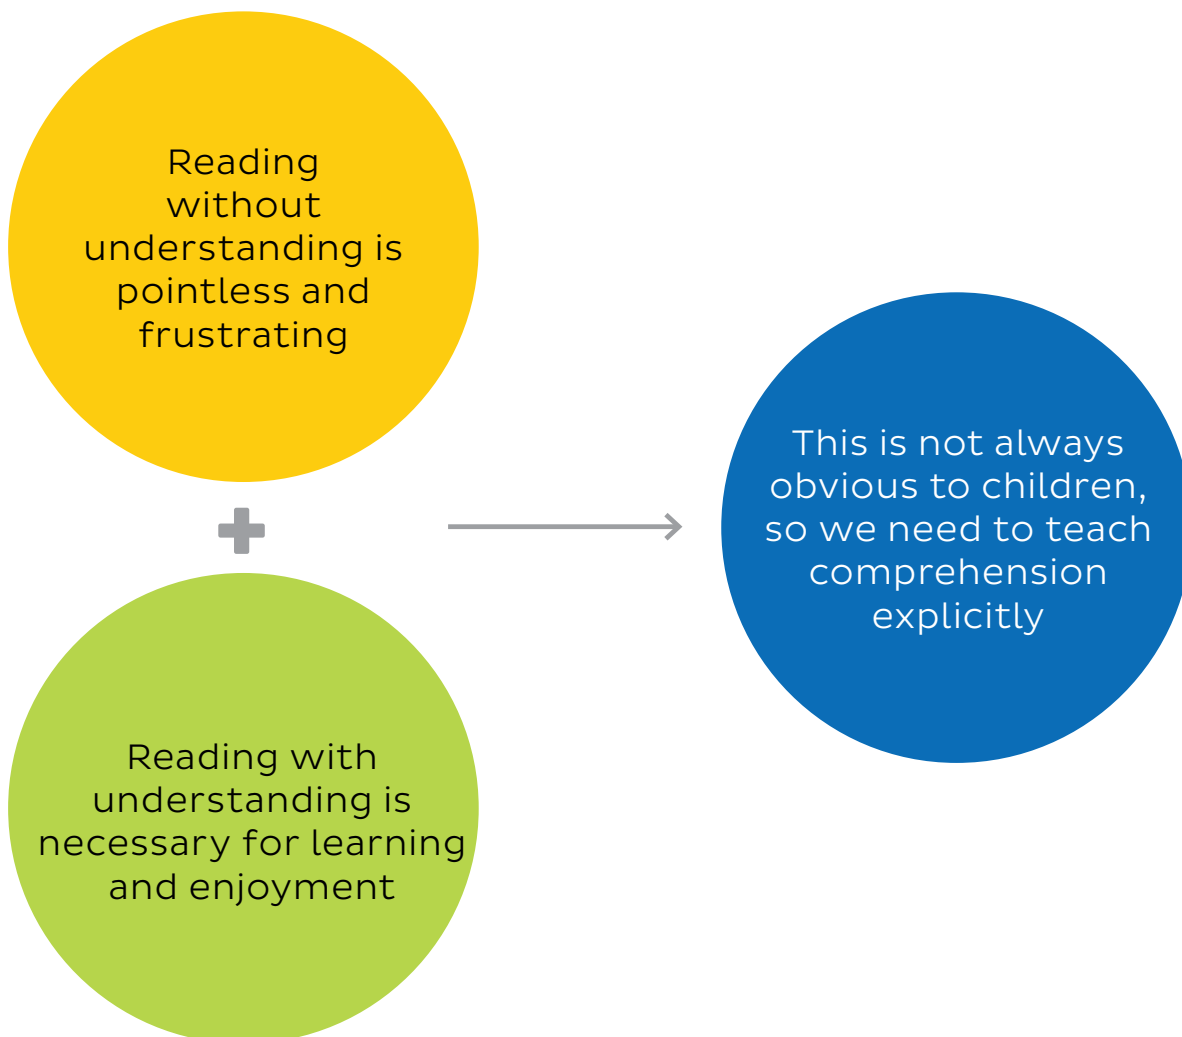 Reading
without
understanding is
pointless and
frustrating
Reading with
understanding is
necessary for learning
and enjoyment
This is not always
obvious to children,
so we need to teach
comprehension
explicitly